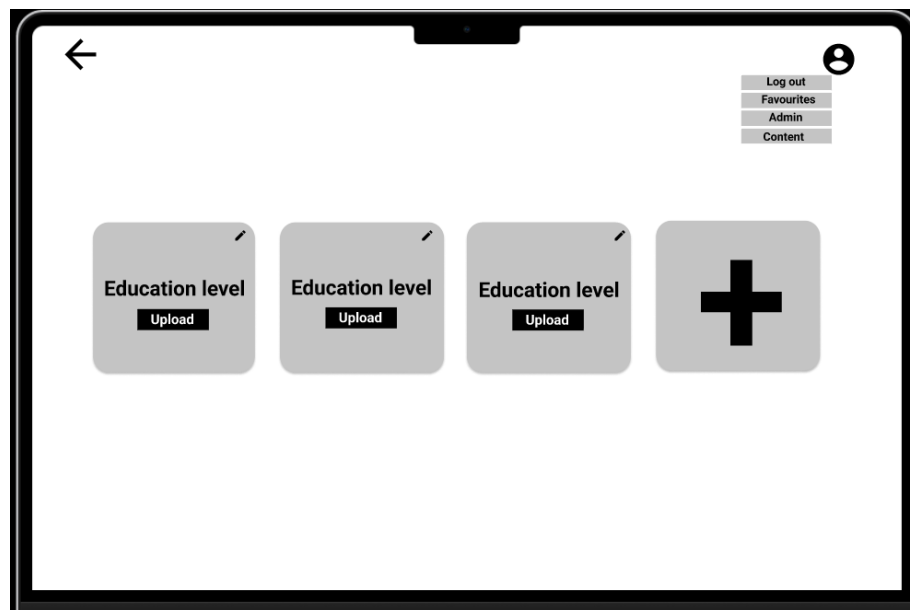 Log out
Favourites
Admin
Content
Education level
Upload
Education level
Upload
Education level
Upload